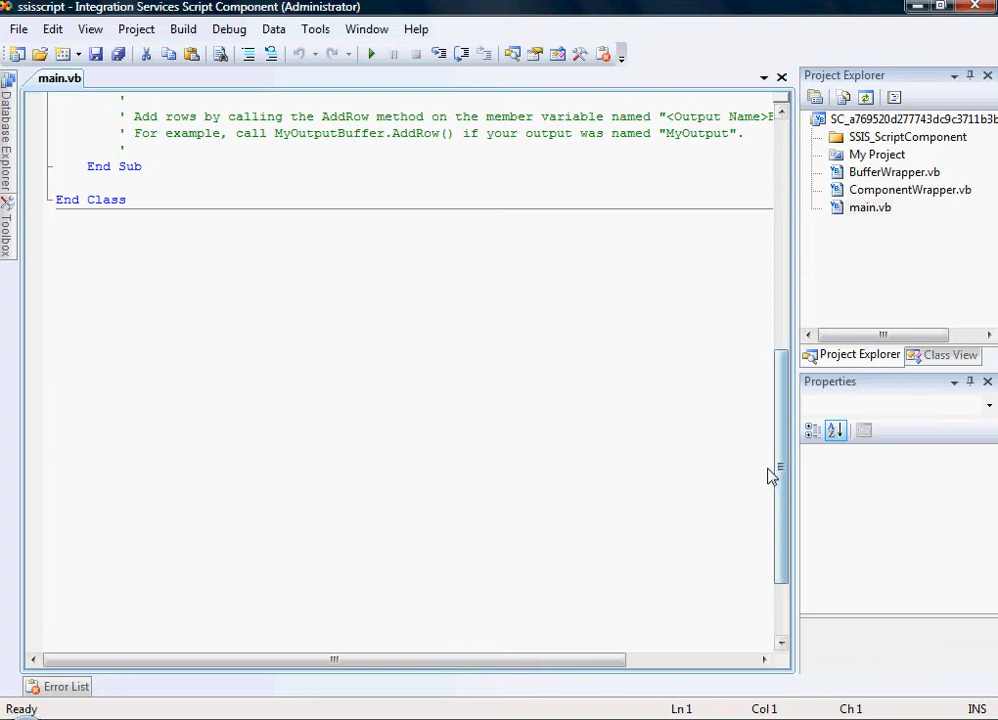 ssisscript - Integration Services Script Component (Administrator)
File Edit View Project Build Debug Data Tools Window Help
main.vb
Project Explorer
Database Explorer
Toolbox
'
' Add rows by calling the AddRow method on the member variable named "<Output Name>
' For example, call MyOutputBuffer.AddRow() if your output was named "MyOutput".
'
End Sub
End Class
SC_a769520d277743dc9c3711b3b
SSIS_ScriptComponent
My Project
BufferWrapper.vb
ComponentWrapper.vb
main.vb
Project Explorer Class View
Properties
Error List
Ready Ln 1 Col 1 Ch 1 INS